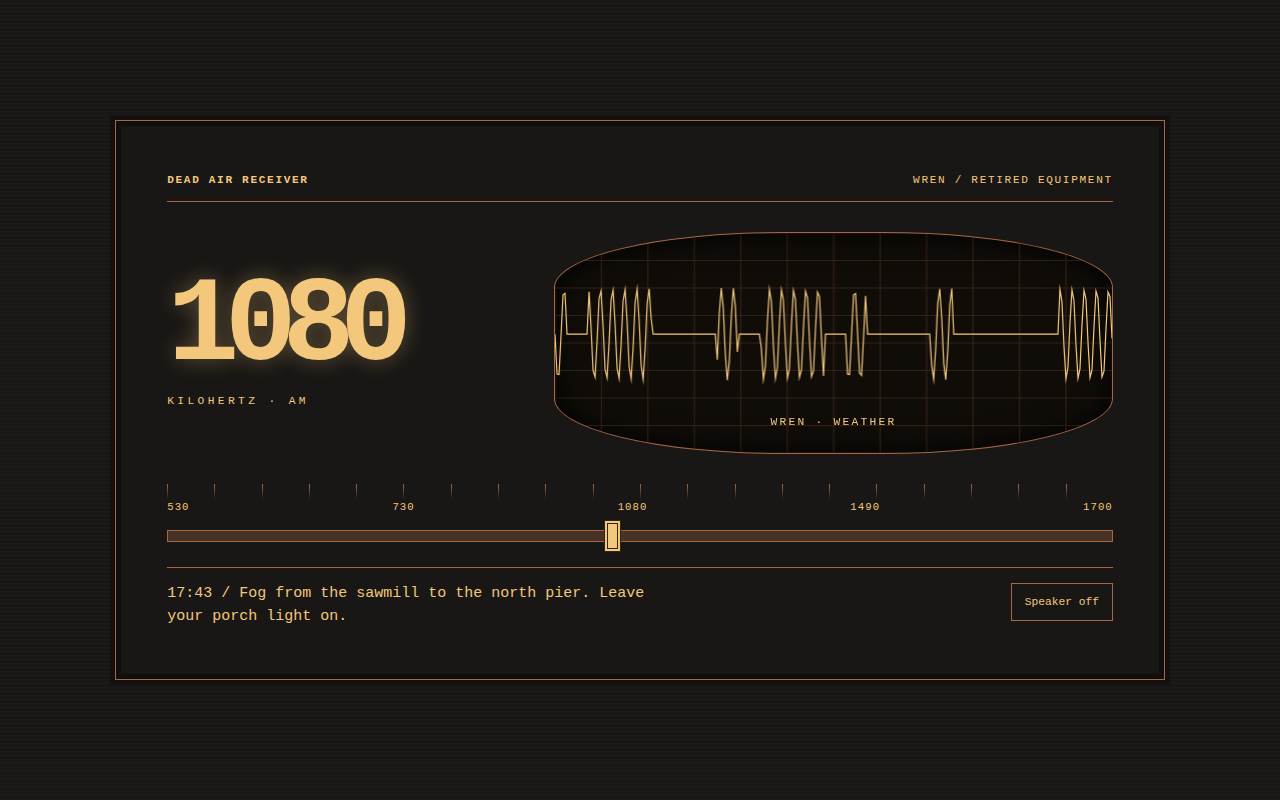 DEAD AIR RECEIVER
WREN / RETIRED EQUIPMENT
1080
KILOHERTZ · AM
WREN · WEATHER
530 730 1080 1490 1700
17:43 / Fog from the sawmill to the north pier. Leave
your porch light on.
Speaker off